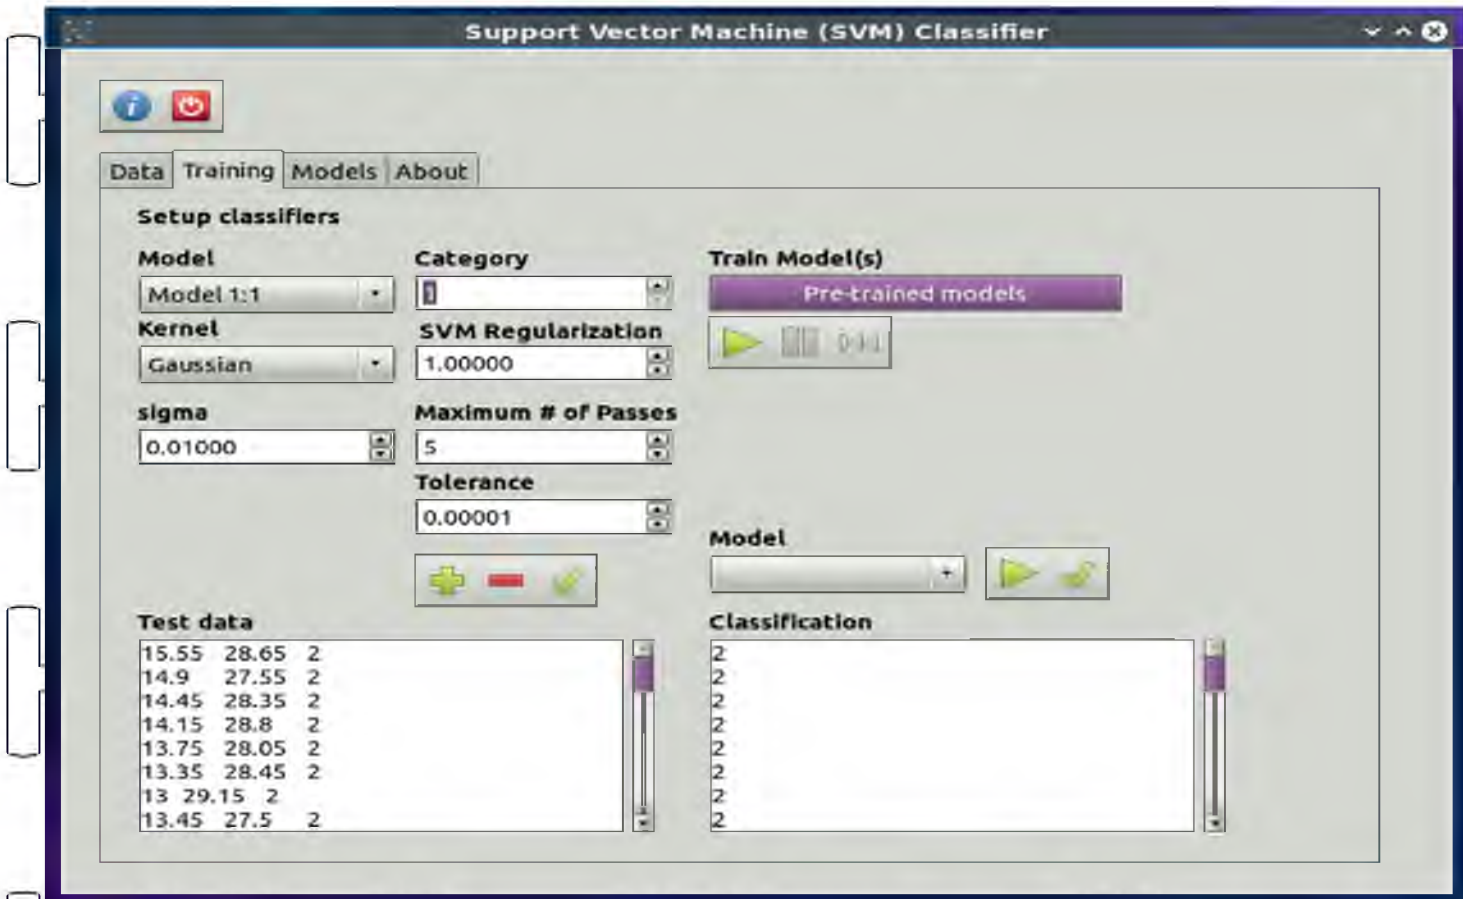 Support Vector Machine (SVM) Classifier
Data Training Models About
Setup classifiers
Model Category Train Model(s)
Model 1:1 1 Pre-trained models
Kernel SVM Regularization
Gaussian 1.00000
sigma Maximum # of Passes
0.01000 5
Tolerance
0.00001
Model
Test data Classification
15.55 28.65 2 2
14.9 27.55 2 2
14.45 28.35 2 2
14.15 28.8 2 2
13.75 28.05 2 2
13.35 28.45 2 2
13 29.15 2 2
13.45 27.5 2 2